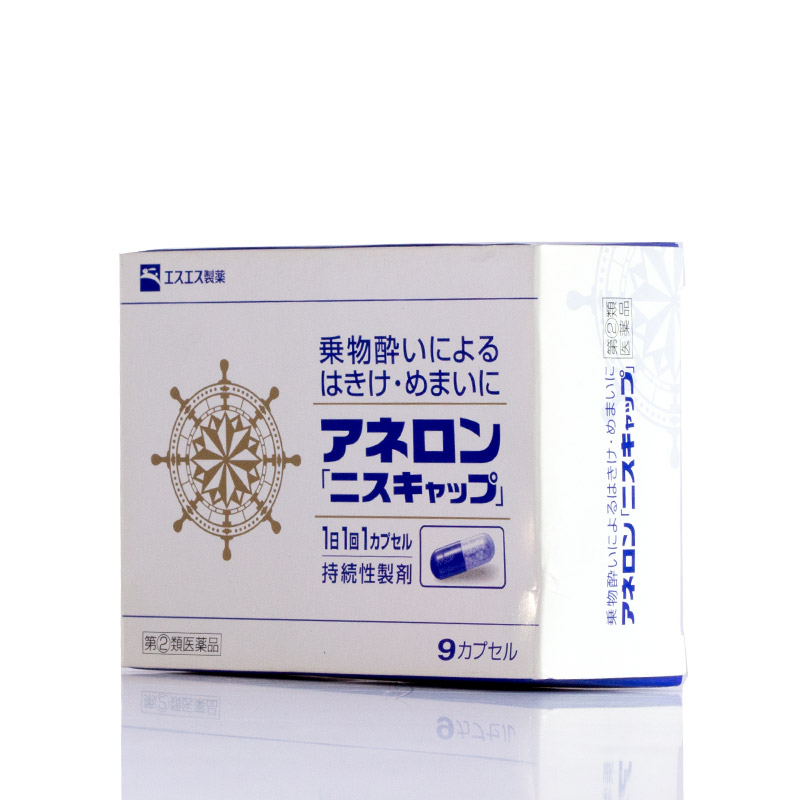 エスエス製薬
乗物酔いによる
はきけ・めまいに
アネロン
「ニスキャップ」
1日1回1カプセル
持続性製剤
第②類医薬品
9カプセル
第②類
医薬品
乗物酔いによるはきけ・めまいに
アネロン「ニスキャップ」